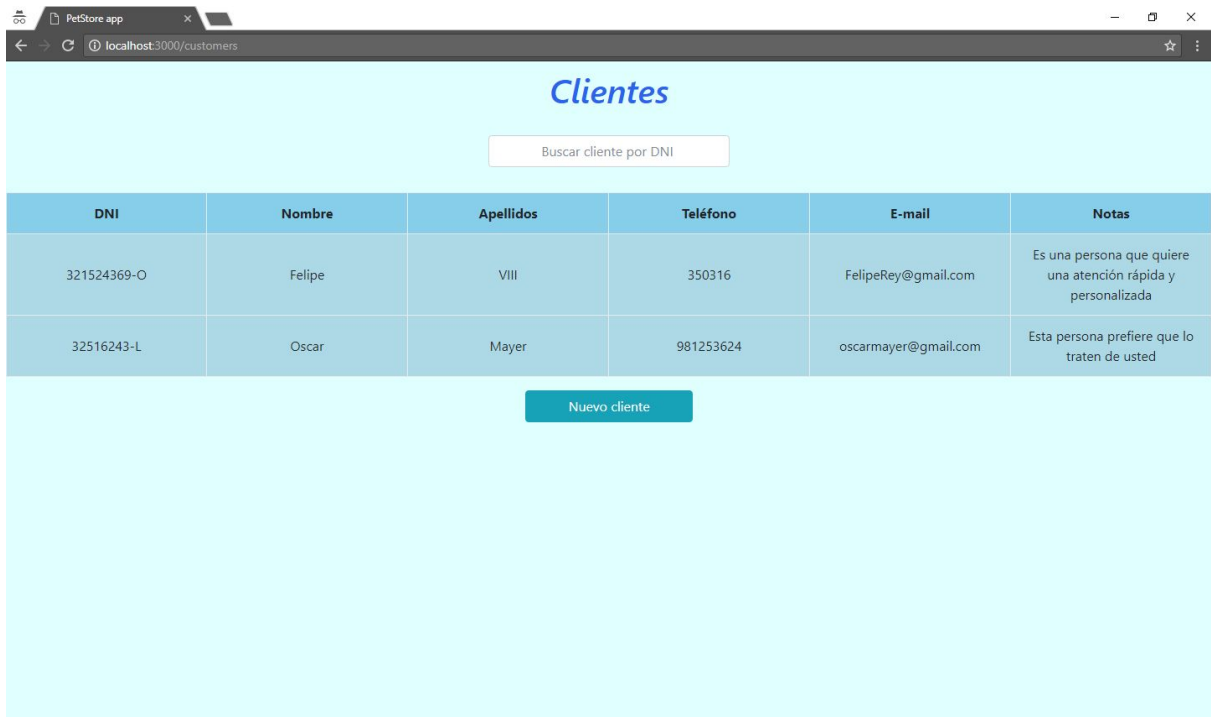 PetStore app
localhost:3000/customers
Clientes
Buscar cliente por DNI
DNI Nombre Apellidos Teléfono E-mail Notas
321524369-O Felipe VIII 350316 FelipeRey@gmail.com Es una persona que quiere
una atención rápida y
personalizada
32516243-L Oscar Mayer 981253624 oscarmayer@gmail.com Esta persona prefiere que lo
traten de usted
Nuevo cliente